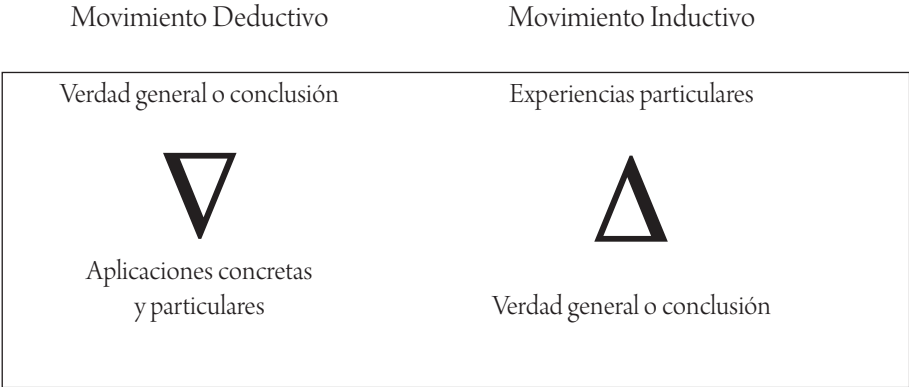 Movimiento Deductivo
Movimiento Inductivo
Verdad general o conclusión
Experiencias particulares
Aplicaciones concretas
y particulares
Verdad general o conclusión